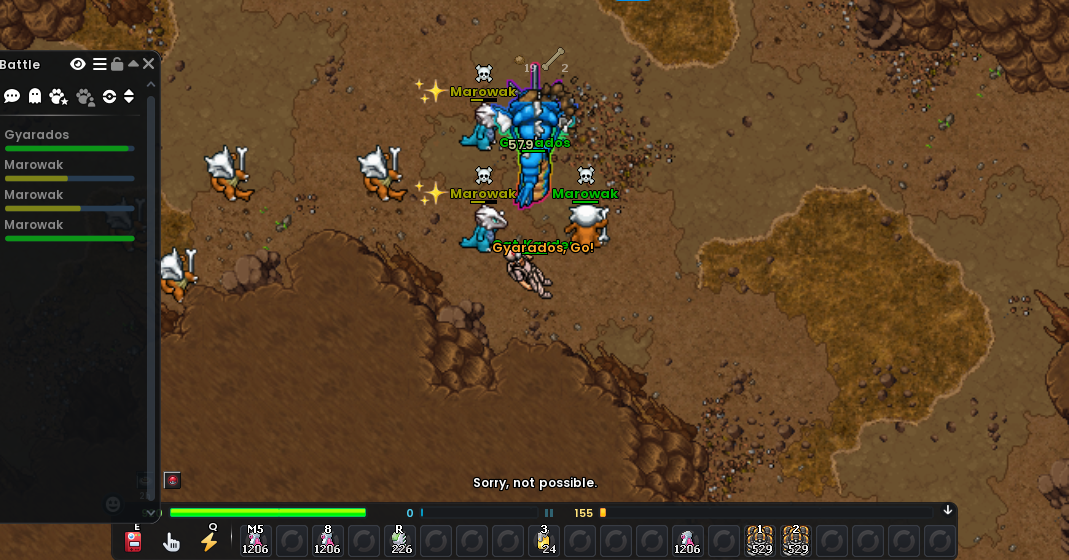 Battle
Gyarados
Marowak
Marowak
Marowak
19 2
Marowak
579
Marowak
Marowak
Gyarados, Go!
Sorry, not possible.
0
155
E
Q
M5
1206
8
1206
R
226
3
24
1206
1
-529
2
-529